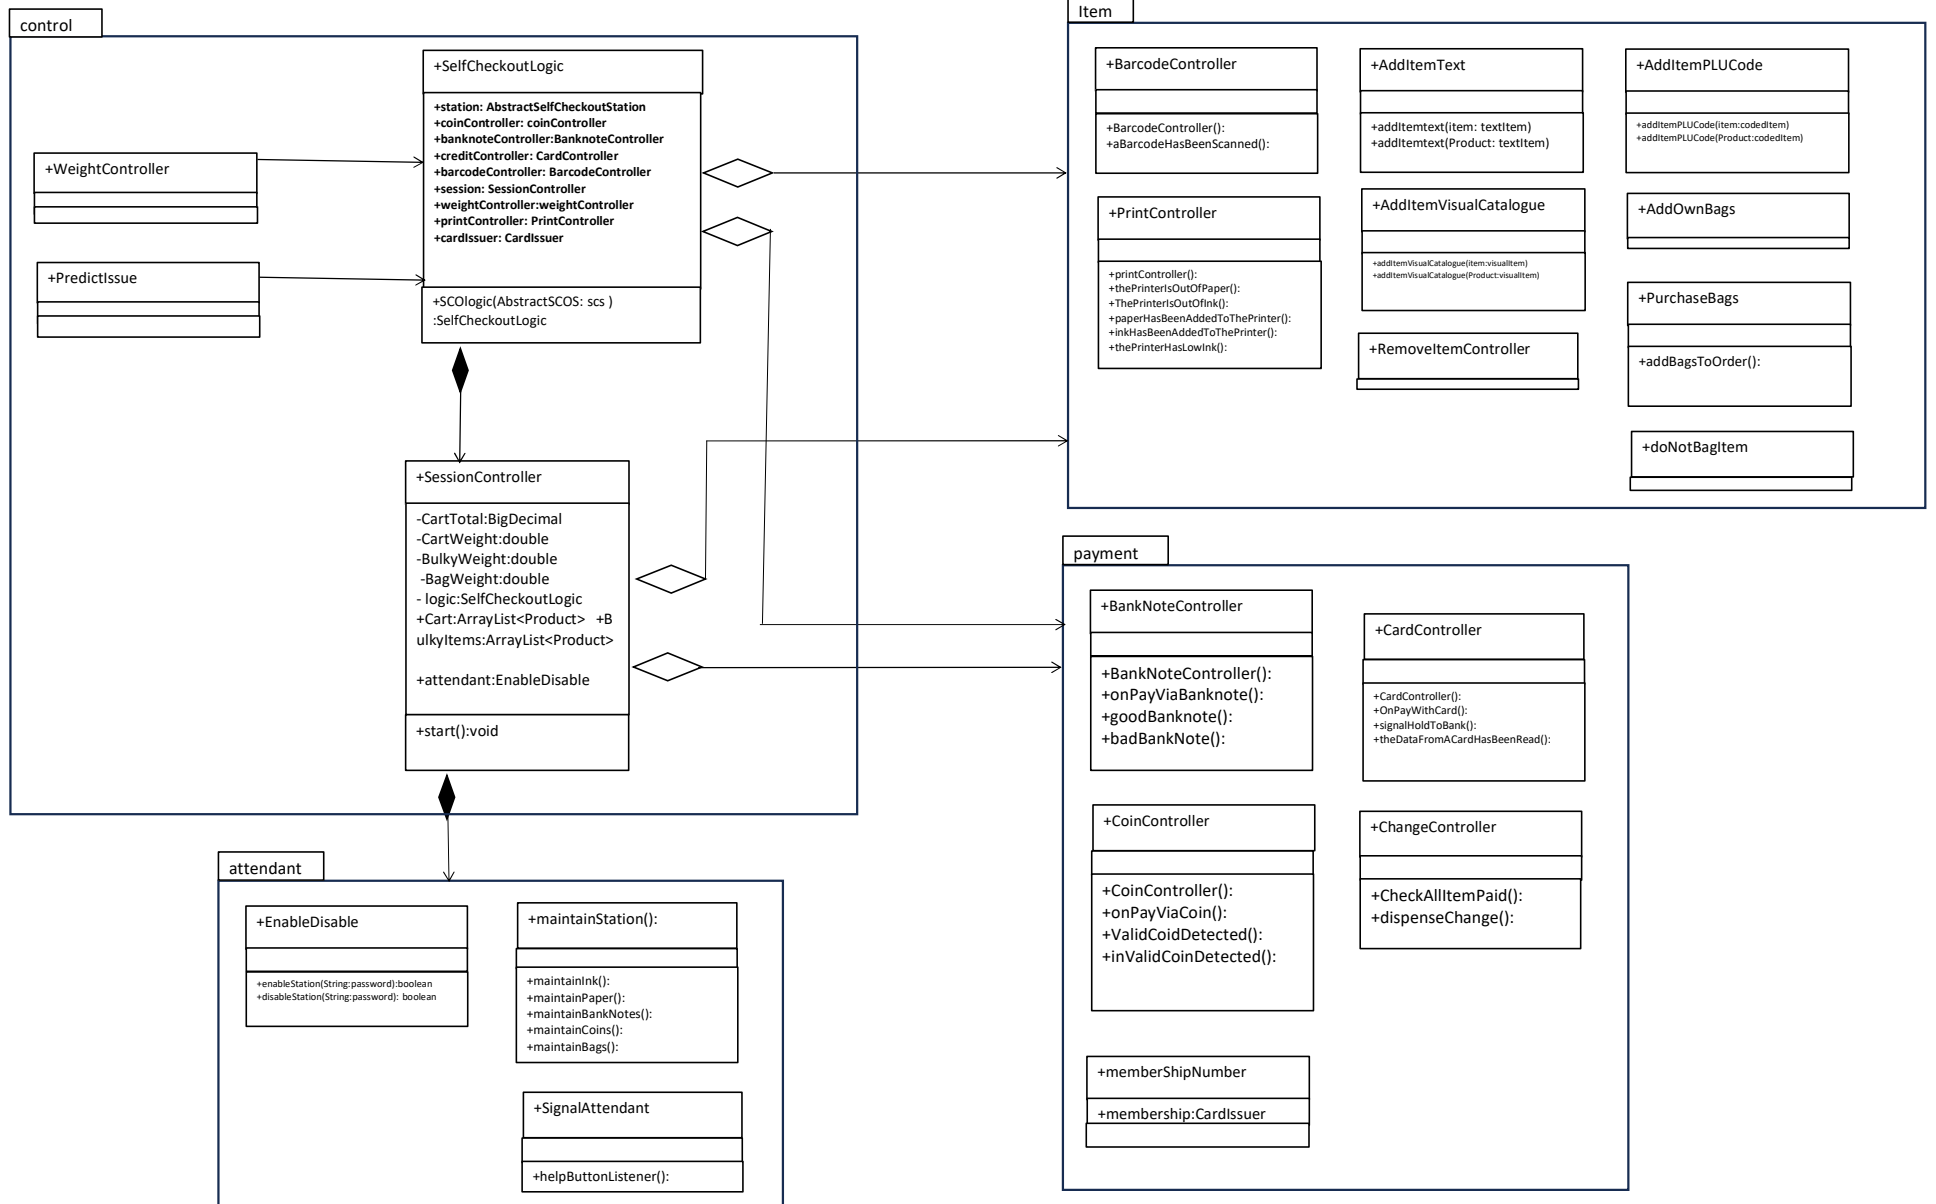 control
+SelfCheckoutLogic
+station: AbstractSelfCheckoutStation
+coinController: coinController
+banknoteController:BanknoteController
+creditController: CardController
+barcodeController: BarcodeController
+session: SessionController
+weightController:weightController
+printController: PrintController
+cardIssuer: CardIssuer
+SCOlogic(AbstractSCOS: scs )
:SelfCheckoutLogic
+WeightController
+PredictIssue
+SessionController
-CartTotal:BigDecimal
-CartWeight:double
-BulkyWeight:double
-BagWeight:double
- logic:SelfCheckoutLogic
+Cart:ArrayList<Product> +B
ulkyItems:ArrayList<Product>
+attendant:EnableDisable
+start():void
Item
+BarcodeController
+BarcodeController():
+aBarcodeHasBeenScanned():
+AddItemText
+addItemtext(item: textItem)
+addItemtext(Product: textItem)
+AddItemPLUCode
+addItemPLUCode(item:codedItem)
+addItemPLUCode(Product:codedItem)
+PrintController
+printController():
+thePrinterIsOutOfPaper():
+ThePrinterIsOutOfInk():
+paperHasBeenAddedToThePrinter():
+inkHasBeenAddedToThePrinter():
+thePrinterHasLowInk():
+AddItemVisualCatalogue
+addItemVisualCatalogue(item:visualItem)
+addItemVisualCatalogue(Product:visualItem)
+AddOwnBags
+RemoveItemController
+PurchaseBags
+addBagsToOrder():
+doNotBagItem
payment
+BankNoteController
+BankNoteController():
+onPayViaBanknote():
+goodBanknote():
+badBankNote():
+CardController
+CardController():
+OnPayWithCard():
+signalHoldToBank():
+theDataFromACardHasBeenRead():
+CoinController
+CoinController():
+onPayViaCoin():
+ValidCoidDetected():
+inValidCoinDetected():
+ChangeController
+CheckAllItemPaid():
+dispenseChange():
+memberShipNumber
+membership:CardIssuer
attendant
+EnableDisable
+enableStation(String:password):boolean
+disableStation(String:password): boolean
+maintainStation():
+maintainInk():
+maintainPaper():
+maintainBankNotes():
+maintainCoins():
+maintainBags():
+SignalAttendant
+helpButtonListener():